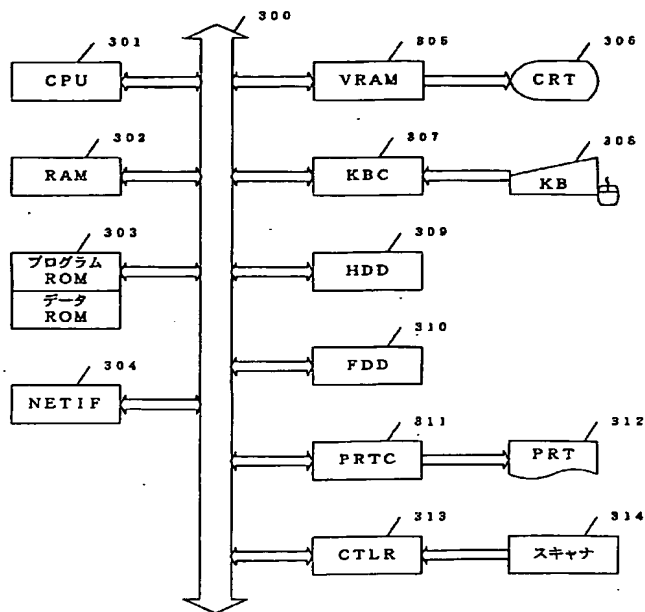 300
301
CPU
305
VRAM
306
CRT
302
RAM
307
KBC
308
KB
303
プログラム
ROM
データ
ROM
309
HDD
310
FDD
304
NETIF
311
PRTC
312
PRT
313
CTLR
314
スキャナ